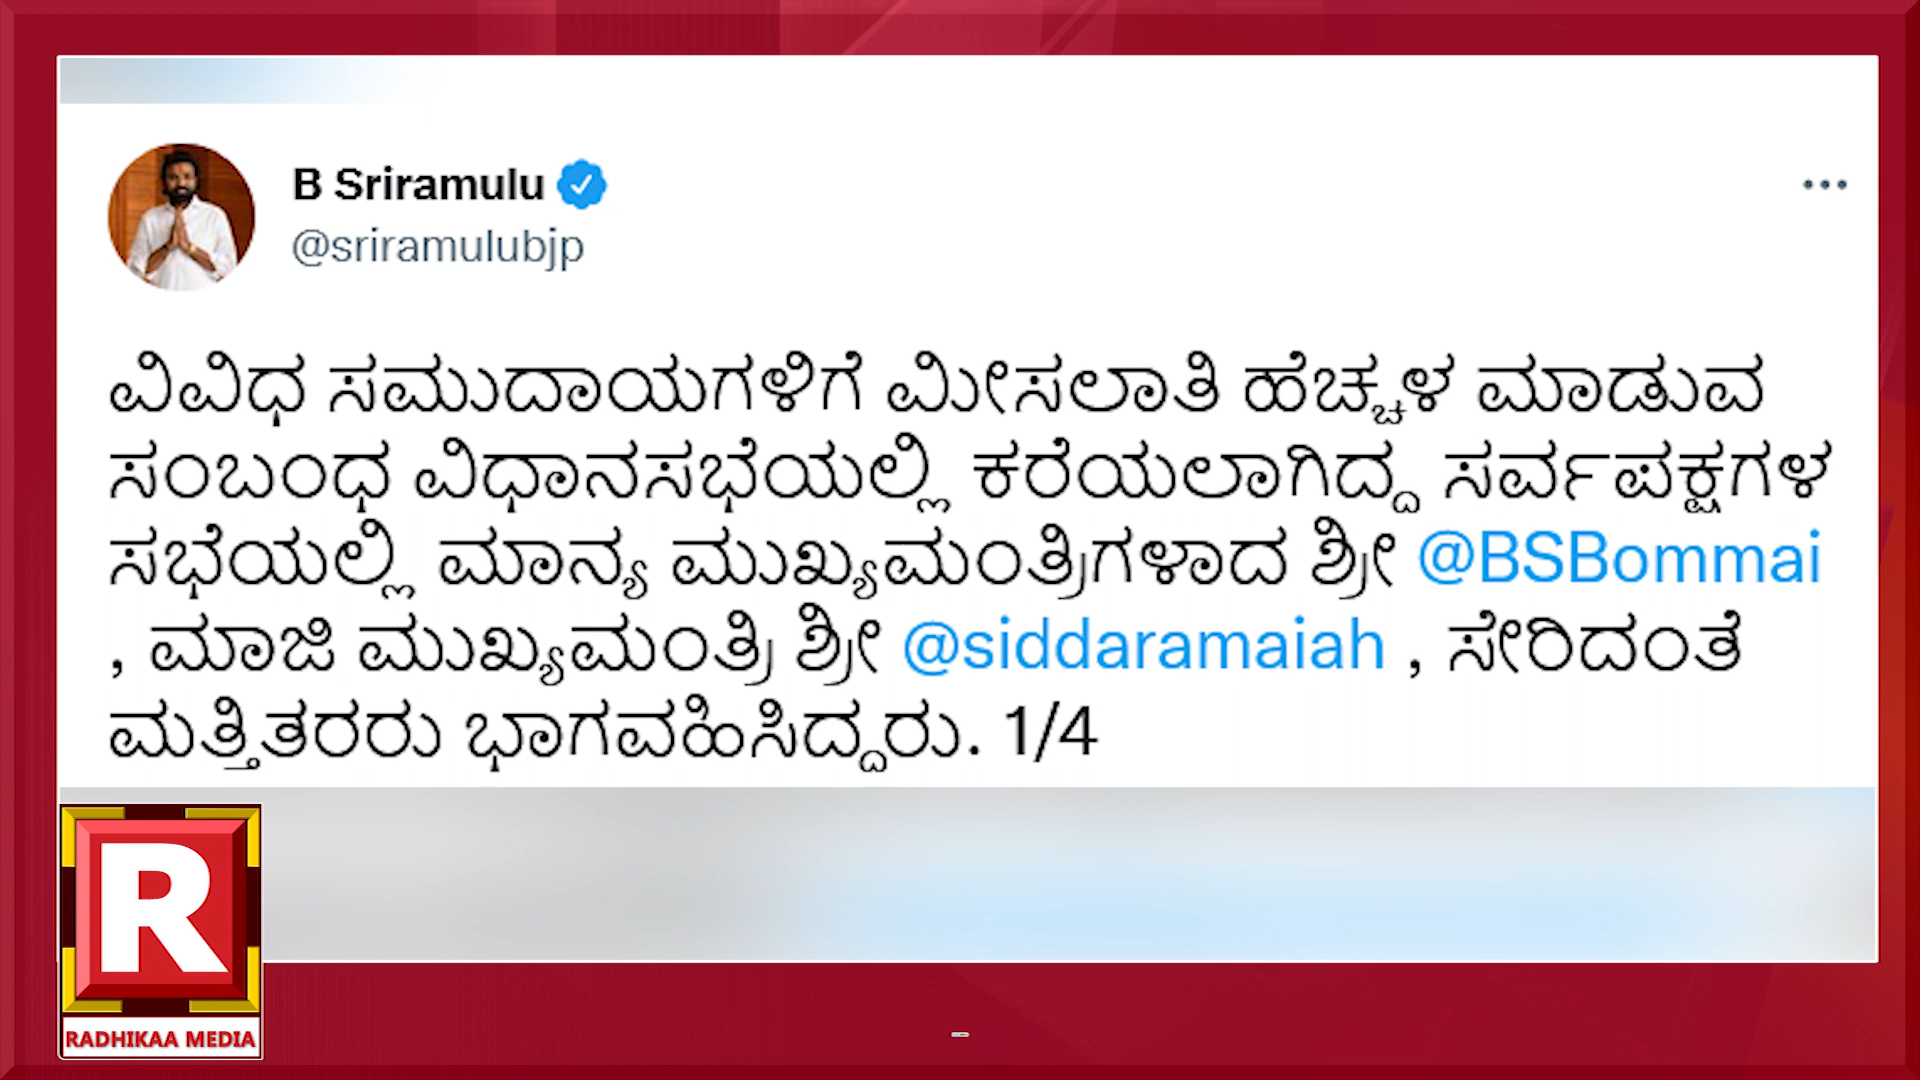 B Sriramulu
@sriramulubjp
ವಿವಿಧ ಸಮುದಾಯಗಳಿಗೆ ಮೀಸಲಾತಿ ಹೆಚ್ಚಳ ಮಾಡುವ
ಸಂಬಂಧ ವಿಧಾನಸಭೆಯಲ್ಲಿ ಕರೆಯಲಾಗಿದ್ದ ಸರ್ವಪಕ್ಷಗಳ
ಸಭೆಯಲ್ಲಿ ಮಾನ್ಯ ಮುಖ್ಯಮಂತ್ರಿಗಳಾದ ಶ್ರೀ @BSBommai
, ಮಾಜಿ ಮುಖ್ಯಮಂತ್ರಿ ಶ್ರೀ @siddaramaiah , ಸೇರಿದಂತೆ
ಮತ್ತಿತರರು ಭಾಗವಹಿಸಿದ್ದರು. 1/4
R
RADHIKAA MEDIA